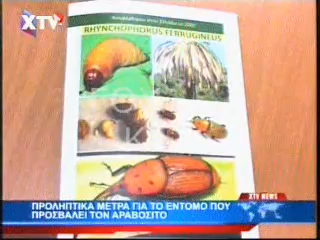 XTV
RHYNCHOPHORUS FERRUGINEUS
XTV NEWS
ΠΡΟΛΗΠΤΙΚΑ ΜΕΤΡΑ ΓΙΑ ΤΟ ΕΝΤΟΜΟ ΠΟΥ
ΠΡΟΣΒΑΛΕΙ ΤΟΝ ΑΡΑΒΟΣΙΤΟ